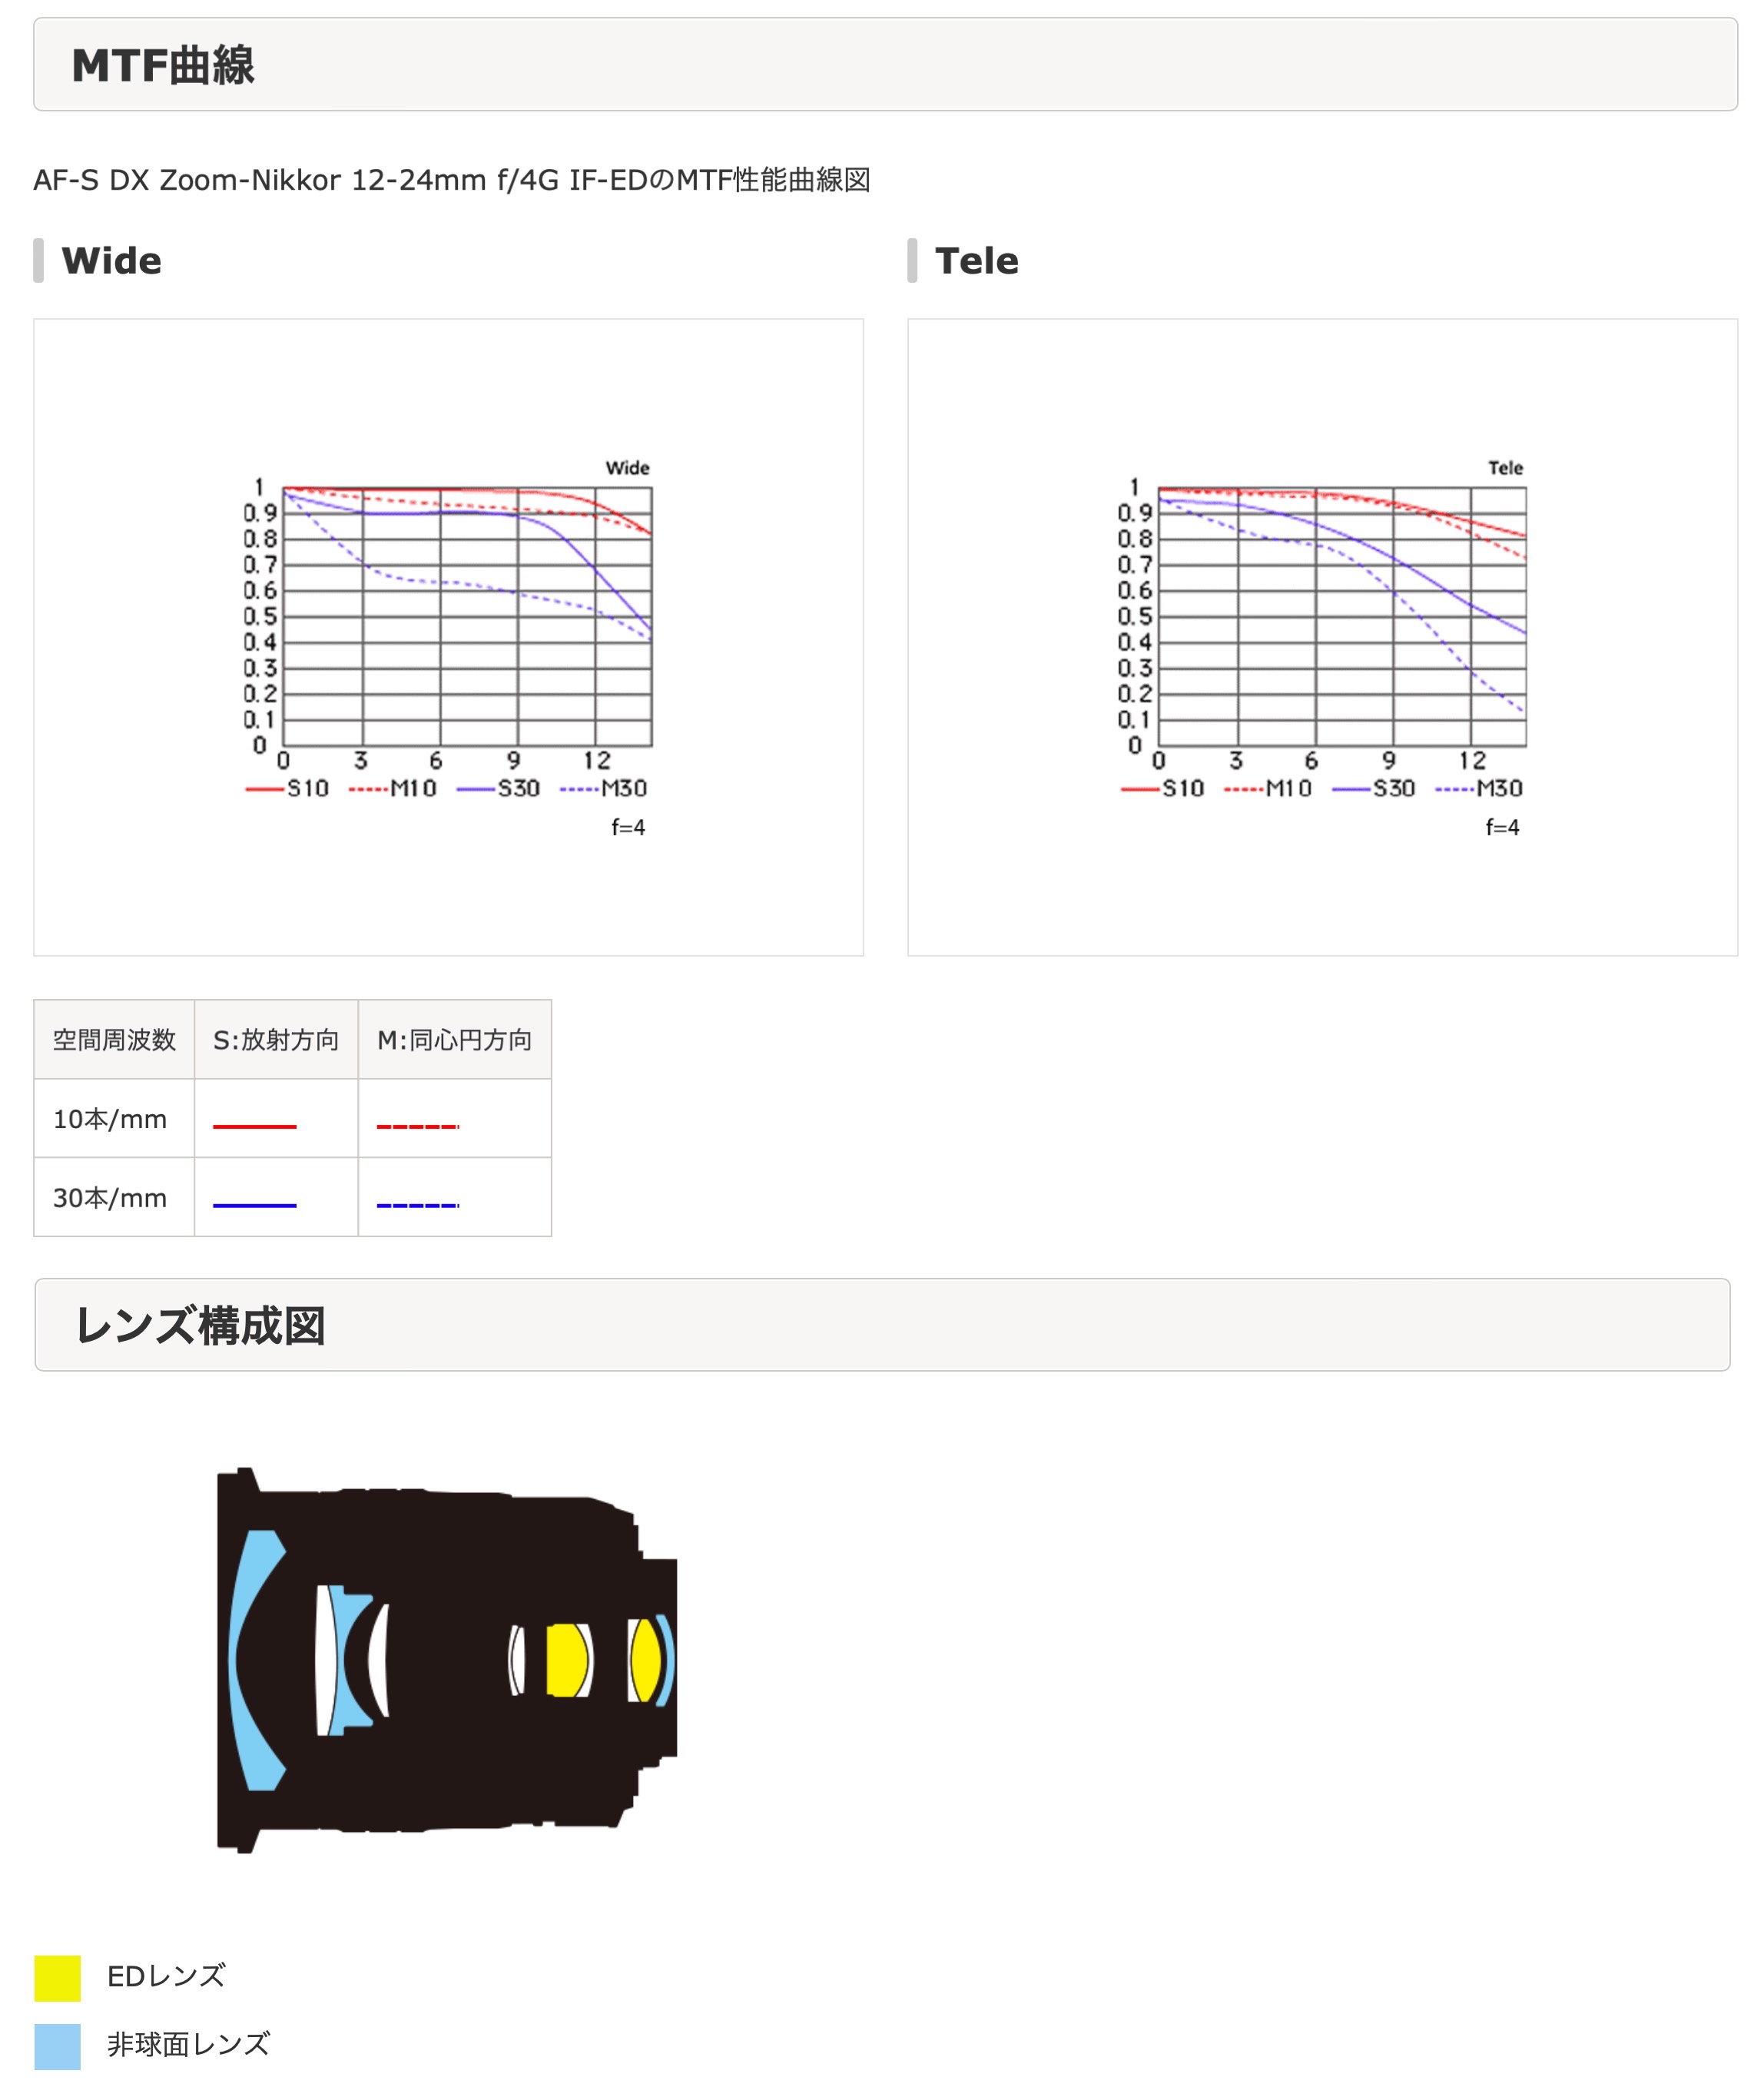 MTF曲線
AF-S DX Zoom-Nikkor 12-24mm f/4G IF-EDのMTF性能曲線図
Wide
Wide
1
0.9
0.8
0.7
0.6
0.5
0.4
0.3
0.2
0.1
0
0 3 6 9 12
S10 M10 S30 M30
f=4
Tele
Tele
1
0.9
0.8
0.7
0.6
0.5
0.4
0.3
0.2
0.1
0
0 3 6 9 12
S10 M10 S30 M30
f=4
空間周波数 S:放射方向 M:同心円方向
10本/mm
30本/mm
レンズ構成図
EDレンズ
非球面レンズ